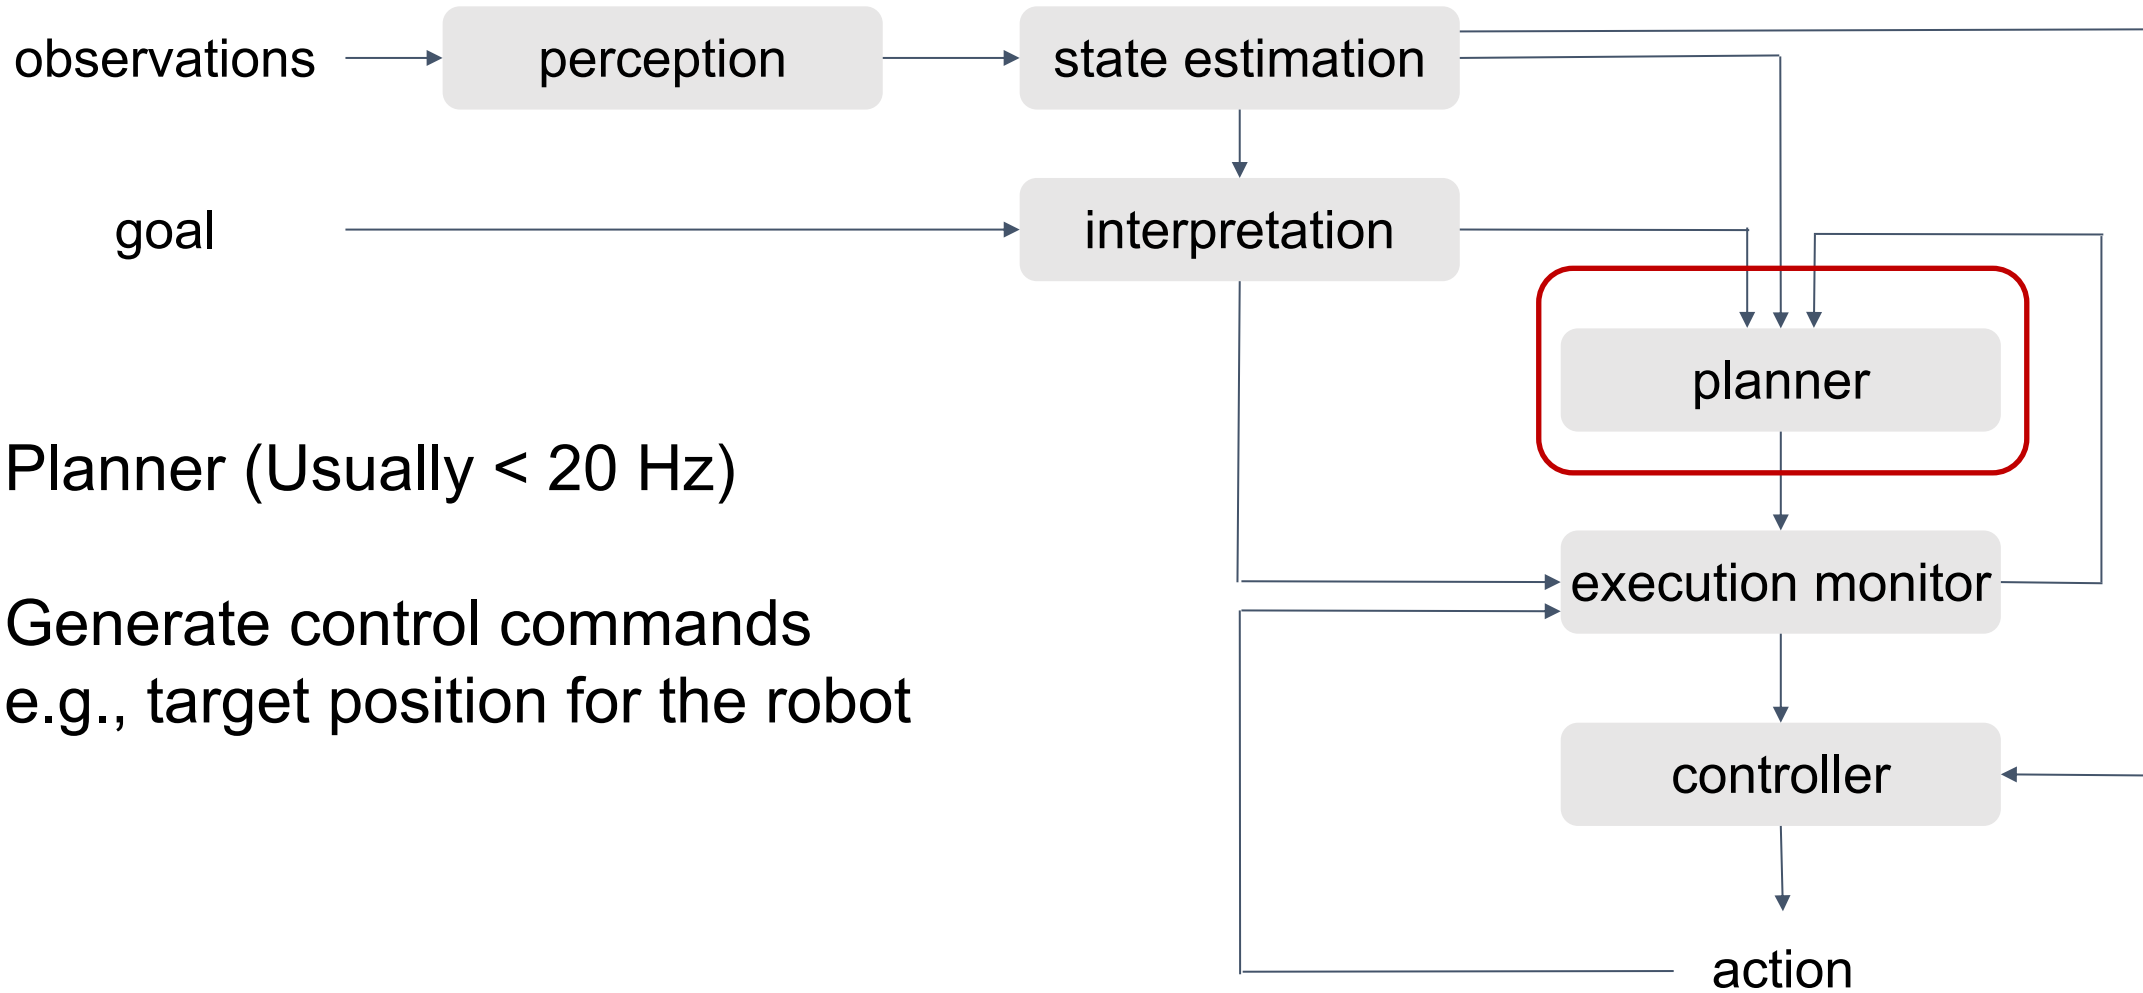 observations
perception
state estimation
goal
interpretation
planner
Planner (Usually < 20 Hz)
execution monitor
Generate control commands
e.g., target position for the robot
controller
action